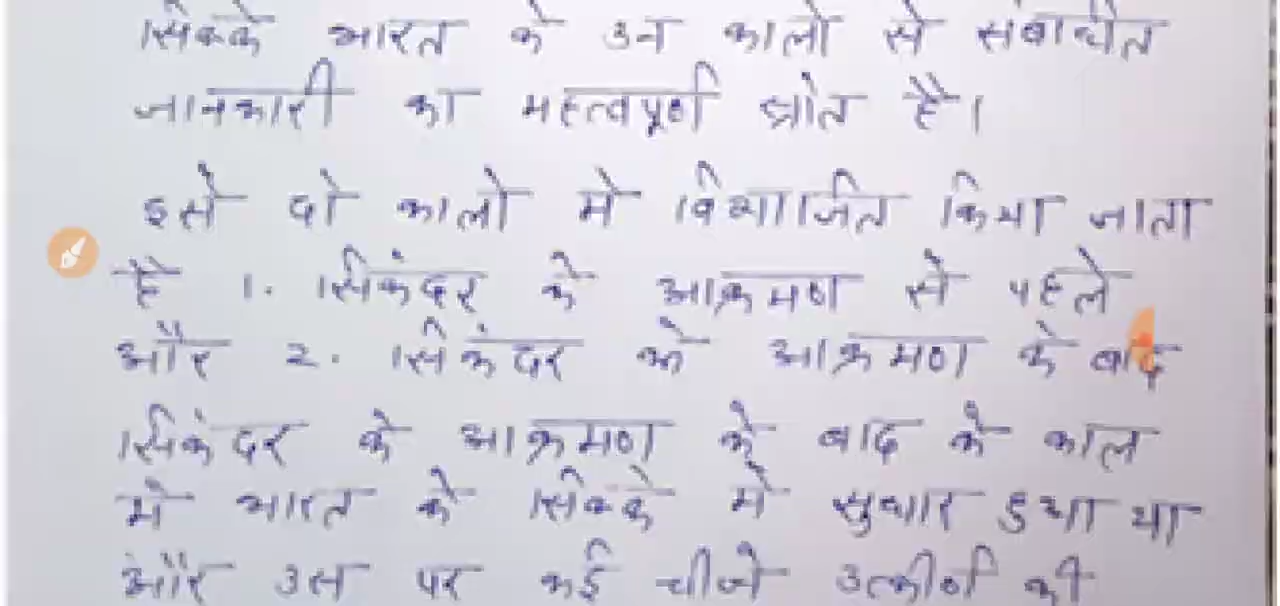 सिक्के भारत के उन कालो से संबंधित
जानकारी का महत्वपूर्ण स्रोत है।
इसे दो कालो मे विभाजित किया जाता
है 1. सिकंदर के आक्रमण से पहले
और 2. सिकंदर के आक्रमण के बाद
सिकंदर के आक्रमण के बाद के काल
मे भारत के सिक्के मे सुधार हुआ था
और उस पर कई चीजे उत्कीर्ण की